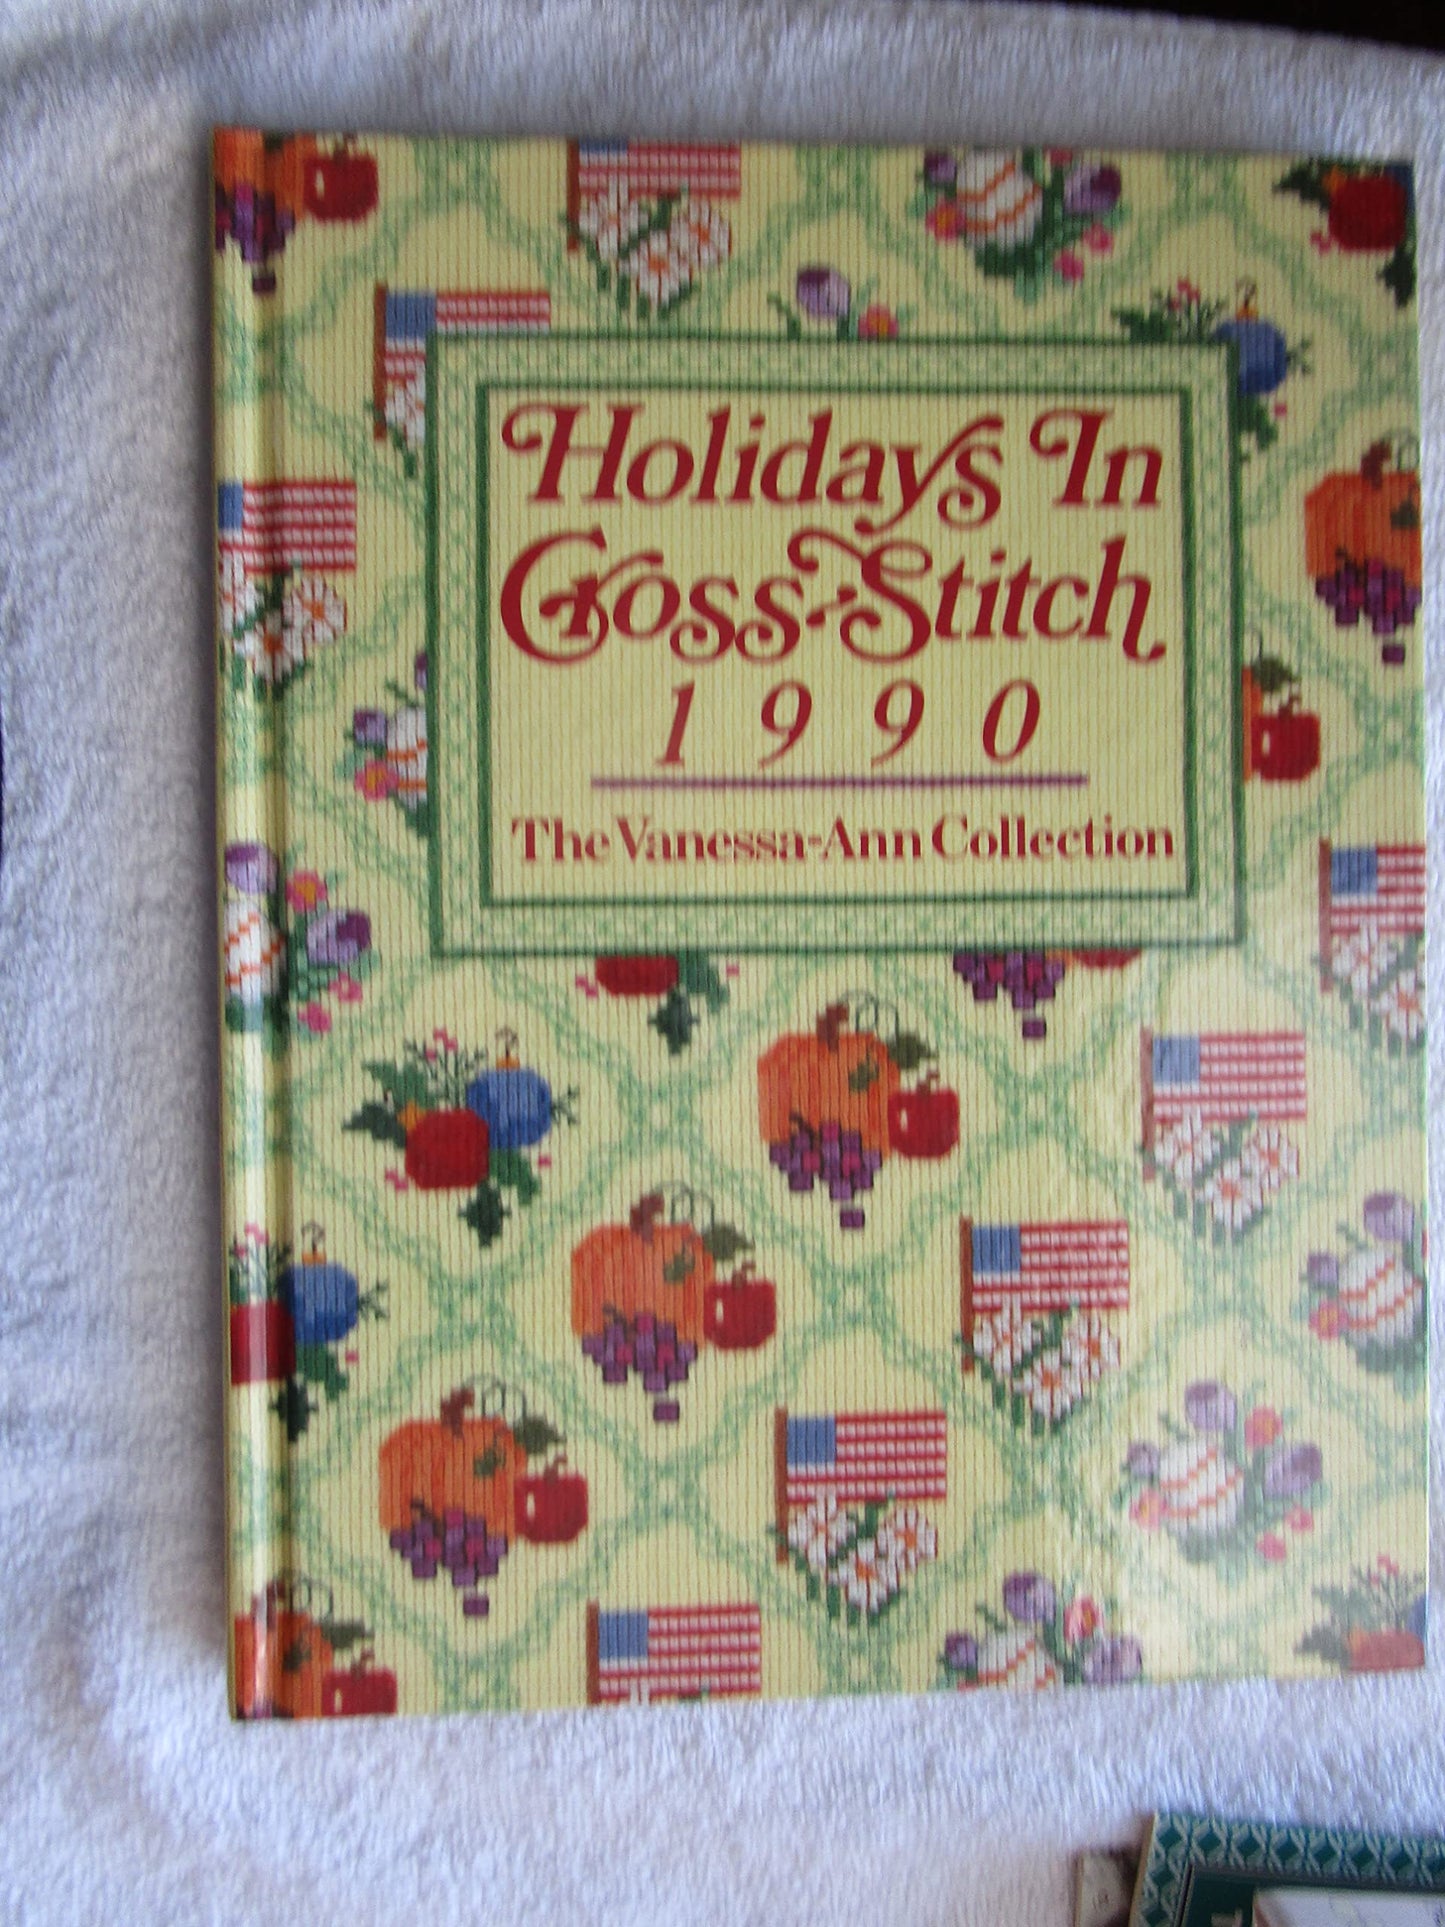 Holidays In
Cross-Stitch
1990
The Vanessa-Ann Collection